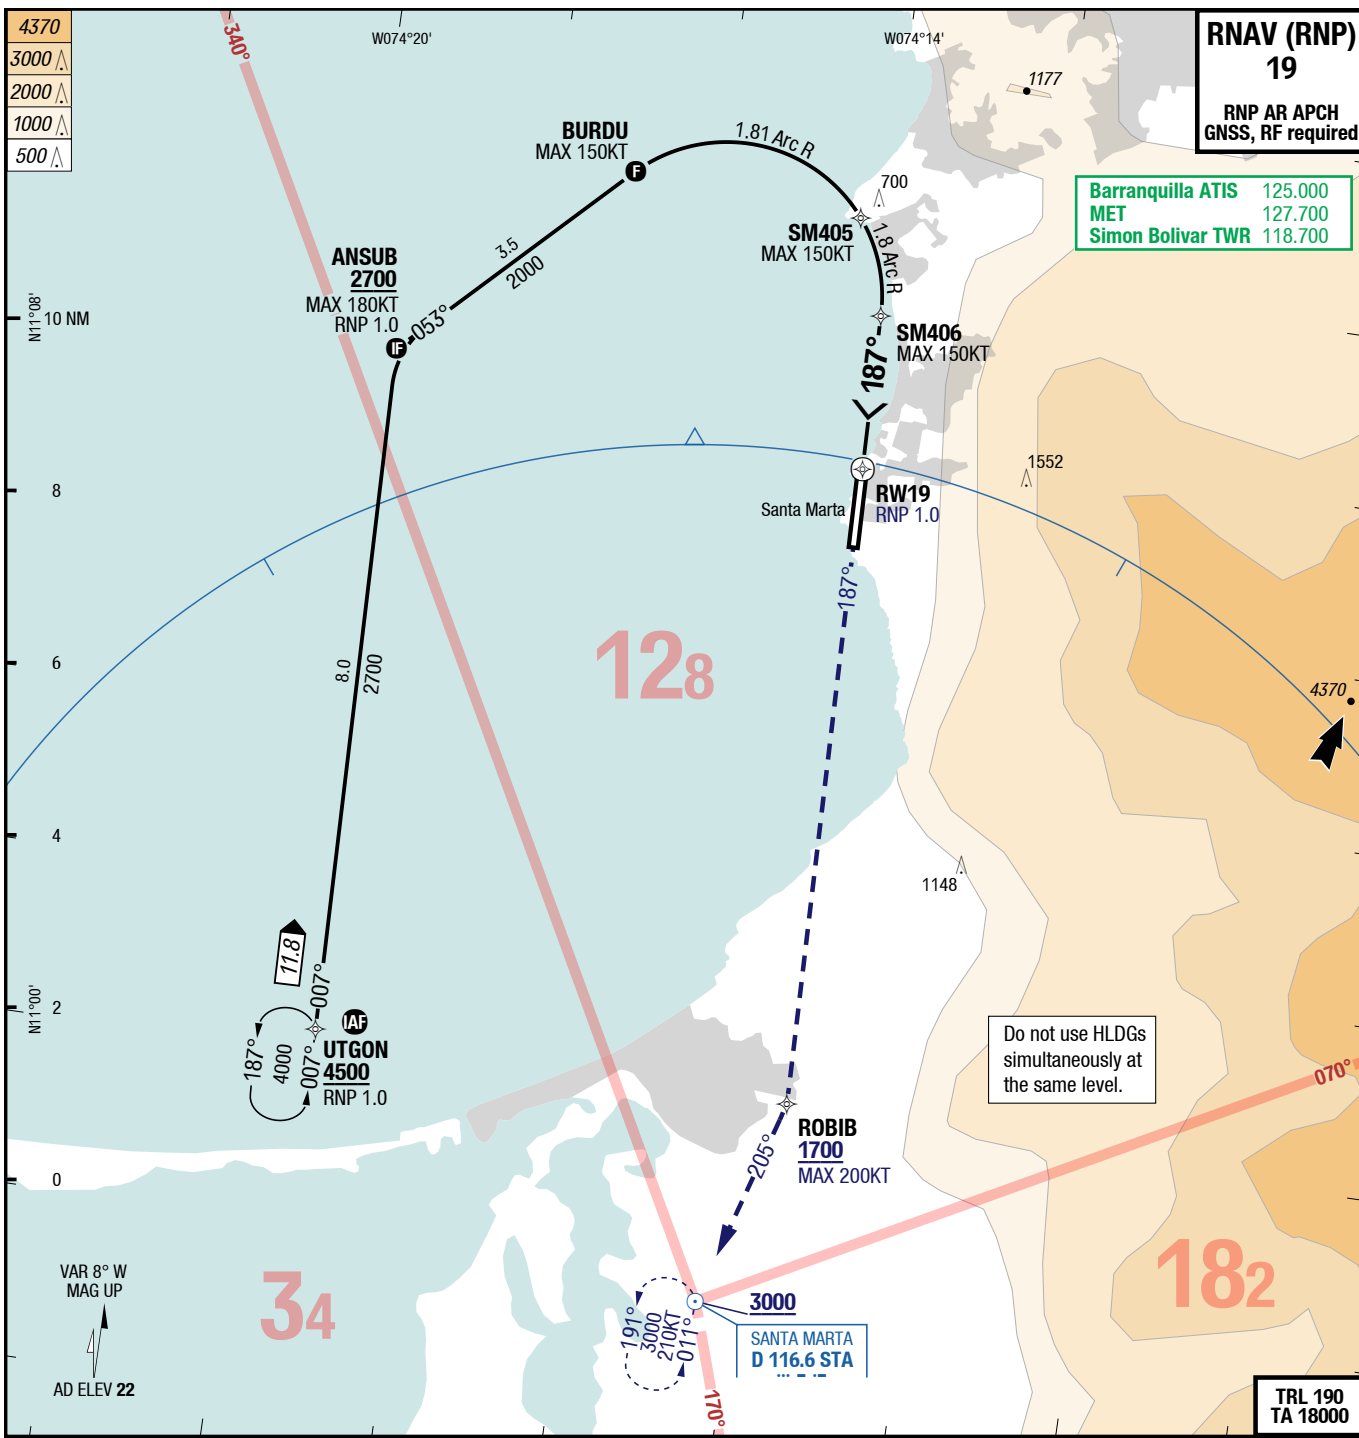 4370
3000
2000
1000
500
340°
W074°20'
W074°14'
1177
RNAV (RNP)
19
RNP AR APCH
GNSS, RF required
Barranquilla ATIS 125.000
MET 127.700
Simon Bolivar TWR 118.700
BURDU
MAX 150KT
F
1.81 Arc R
700
SM405
MAX 150KT
1.8 Arc R
3.5
2000
ANSUB
2700
MAX 180KT
RNP 1.0
IF
053°
N11°08'
10 NM
SM406
MAX 150KT
187°
8
1552
RW19
RNP 1.0
Santa Marta
187°
6
8.0
2700
128
4370
4
1148
11.8
007°
N11°00'
2
IAF
UTGON
4500
RNP 1.0
187°
4000
007°
Do not use HLDGs
simultaneously at
the same level.
070°
ROBIB
1700
MAX 200KT
205°
0
VAR 8° W
MAG UP
AD ELEV 22
34
182
3000
191°
3000
210KT
011°
SANTA MARTA
D 116.6 STA
170°
TRL 190
TA 18000